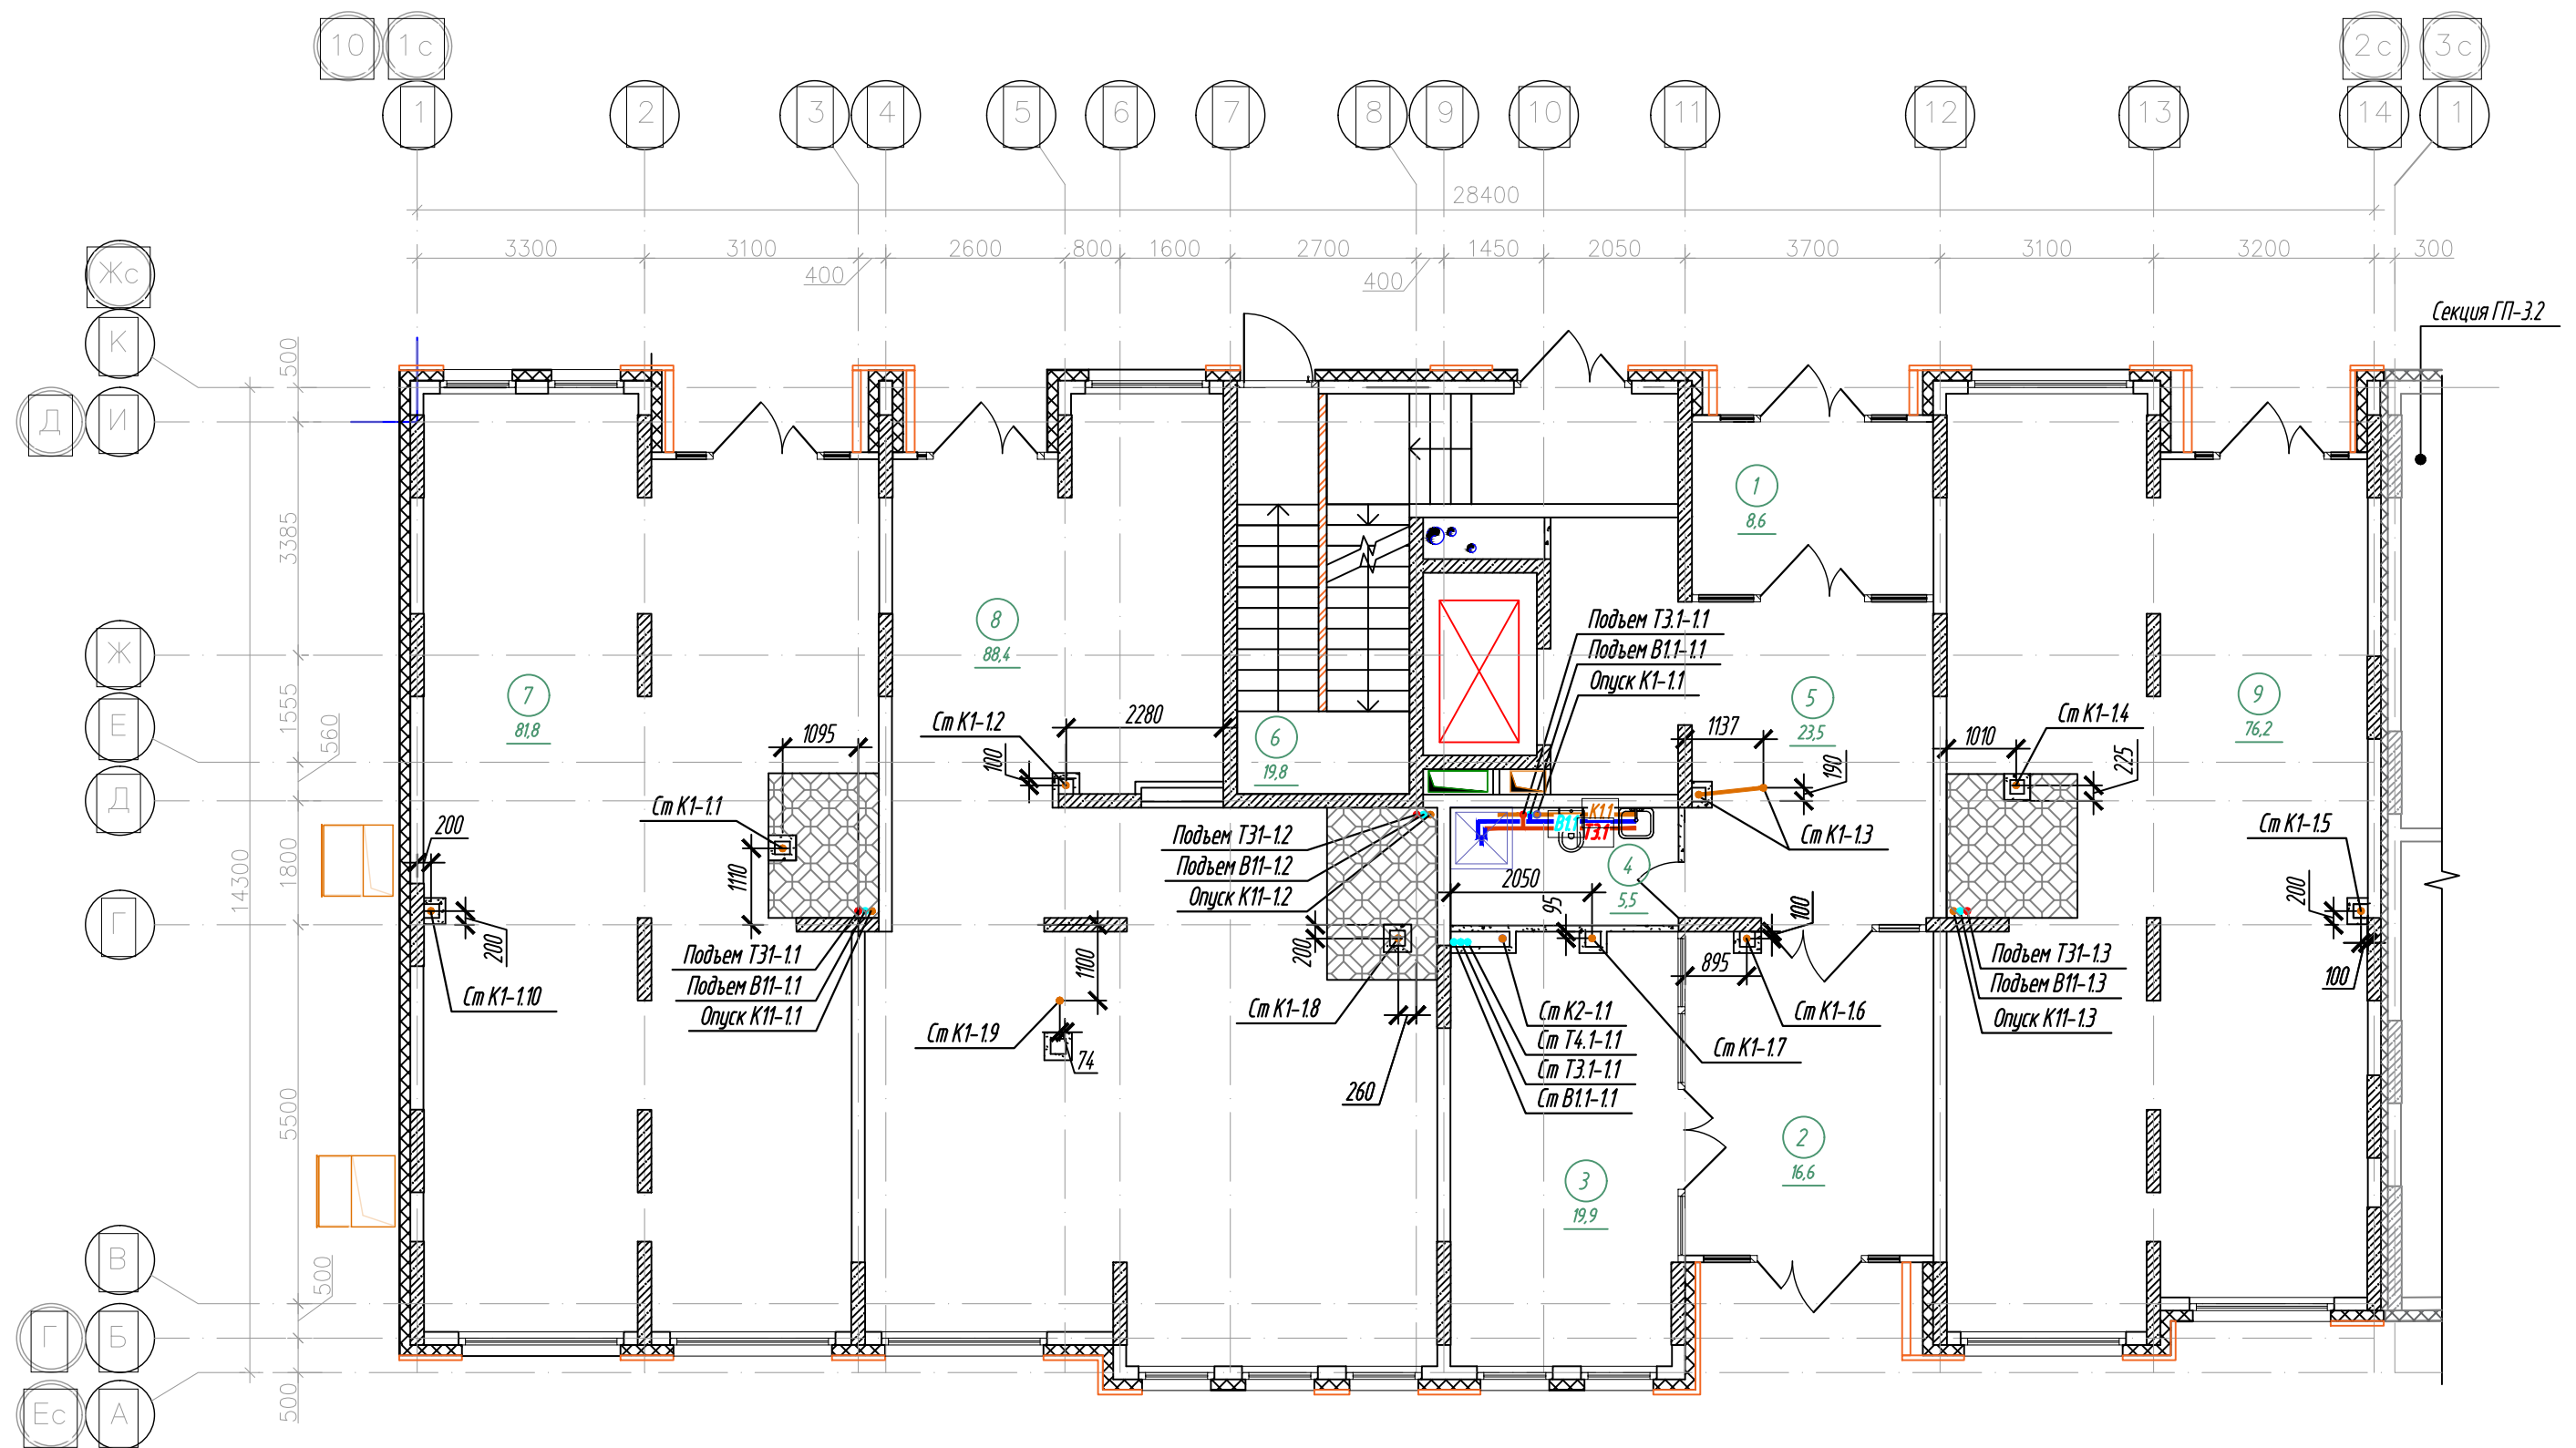 10 1с 2с 3с
1 2 3 4 5 6 7 8 9 10 11 12 13 14 1
28400
3300 3100 2600 800 1600 2700 1450 2050 3700 3100 3200 300
400 400
Жс
К
Д И
Ж
Е
Д
Г
В
Г Б
Ес А
500
3385
1555
560
1800
14300
5500
500
500
Секция ГП-3.2
1
8,6
Подъем Т3.1-1.1
Подъем В1.1-1.1
Опуск К1-1.1
8
88,4
7
81,8
5
23,5
9
76,2
6
19,8
Ст К1-1.2
2280
100
1095
1137
190
1010
Ст К1-1.4
225
Ст К1-1.1
1110
200
200
Ст К1-1.10
Подъем Т31-1.2
Подъем В11-1.2
Опуск К11-1.2
К1.1
В1.1
Т3.1
Ст К1-1.3
Ст К1-1.5
4
5,5
2050
95
200
100
895
200
100
Подъем Т31-1.1
Подъем В11-1.1
Опуск К11-1.1
1100
Ст К1-1.9
74
Ст К1-1.8
260
Ст К2-1.1
Ст Т4.1-1.1
Ст Т3.1-1.1
Ст В1.1-1.1
Ст К1-1.7
Ст К1-1.6
Подъем Т31-1.3
Подъем В11-1.3
Опуск К11-1.3
2
16,6
3
19,9